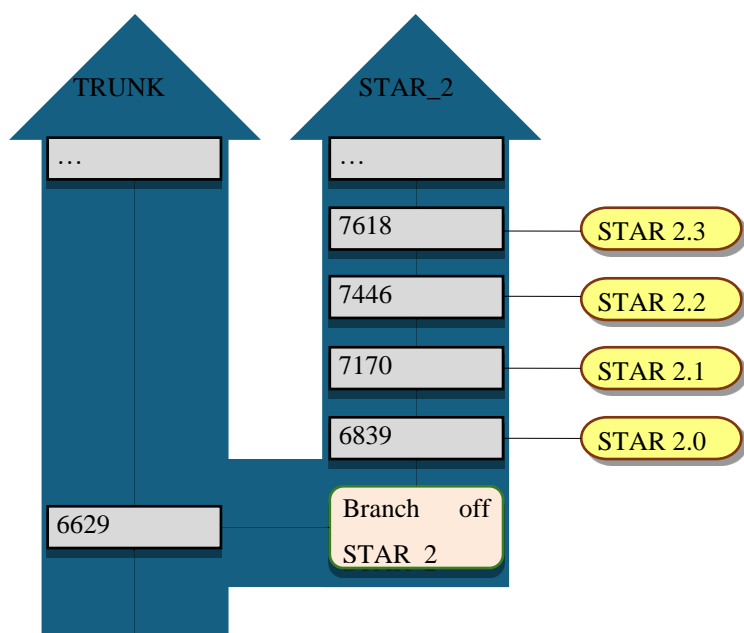 TRUNK
STAR_2
…
…
7618
STAR 2.3
7446
STAR 2.2
7170
STAR 2.1
6839
STAR 2.0
6629
Branch off
STAR_2